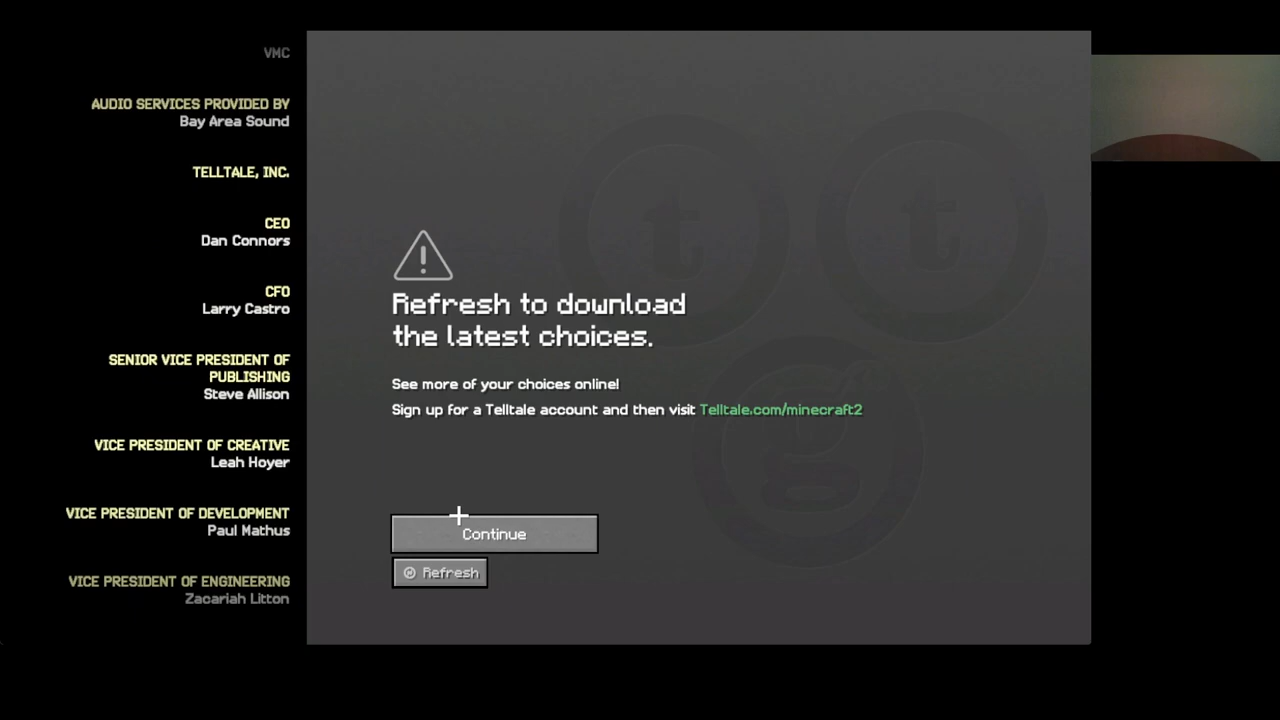 VMC
AUDIO SERVICES PROVIDED BY
Bay Area Sound
TELLTALE, INC.
CEO
Dan Connors
CFO
Larry Castro
SENIOR VICE PRESIDENT OF
PUBLISHING
Steve Allison
VICE PRESIDENT OF CREATIVE
Leah Hoyer
VICE PRESIDENT OF DEVELOPMENT
Paul Mathus
VICE PRESIDENT OF ENGINEERING
Zacariah Litton
t t
g
Refresh to download
the latest choices.
See more of your choices online!
Sign up for a Telltale account and then visit Telltale.com/minecraft2
Continue
Refresh